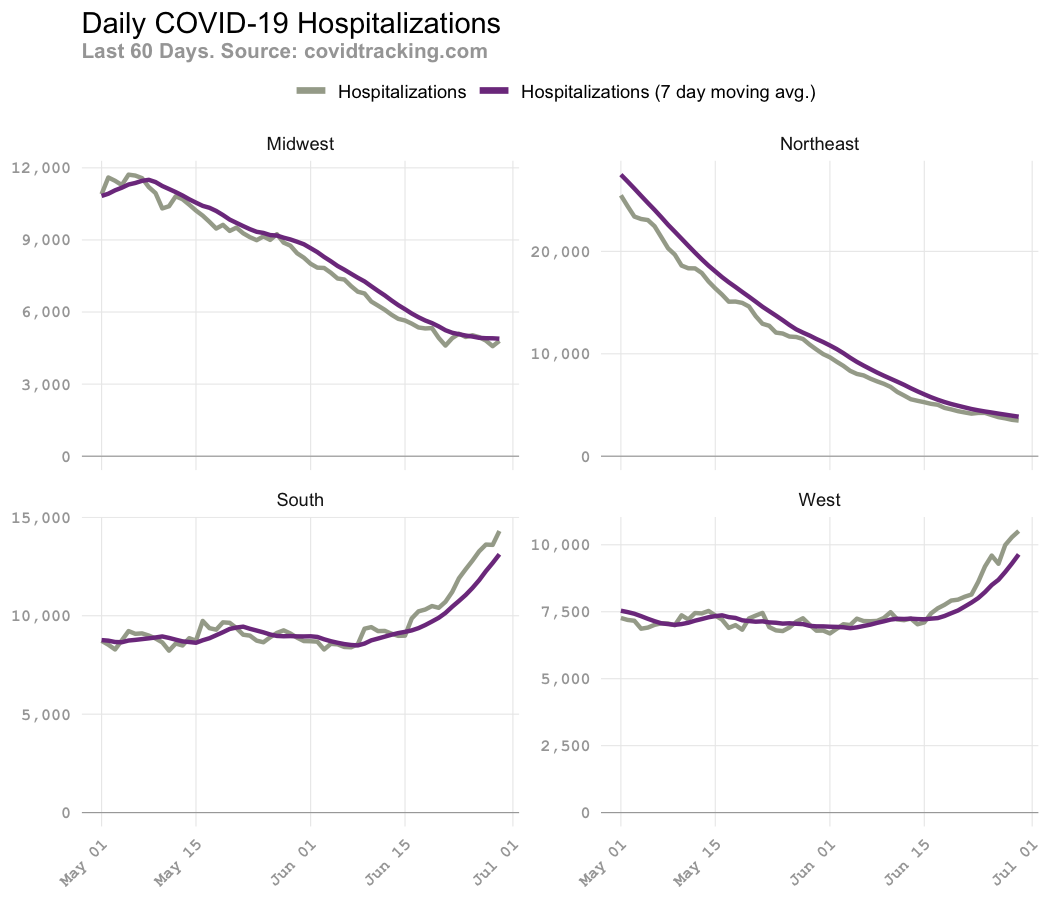 Daily COVID-19 Hospitalizations
Last 60 Days. Source: covidtracking.com
Hospitalizations Hospitalizations (7 day moving avg.)
Midwest Northeast
12,000
9,000
6,000
3,000
0
20,000
10,000
0
South West
15,000
10,000
5,000
0
10,000
7,500
5,000
2,500
0
May 01 May 15 Jun 01 Jun 15 Jul 01 May 01 May 15 Jun 01 Jun 15 Jul 01